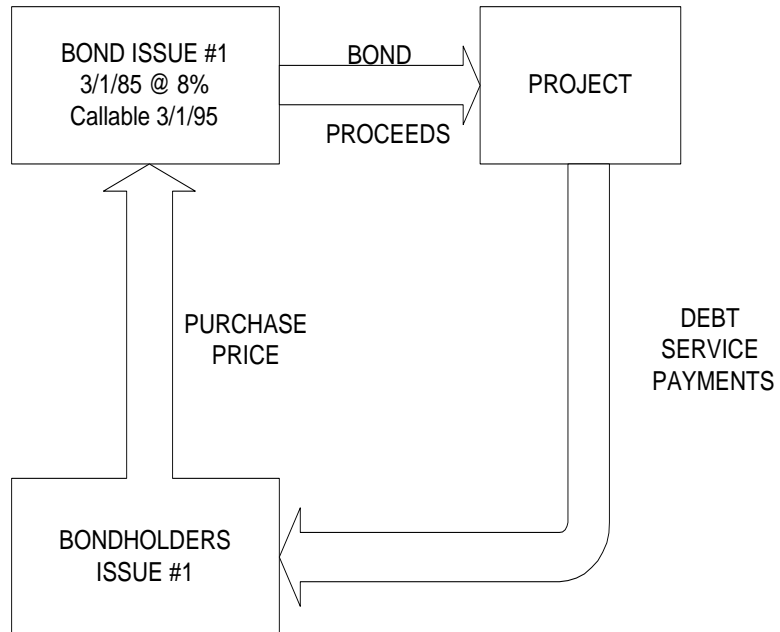 BOND ISSUE #1
3/1/85 @ 8%
Callable 3/1/95
BOND
PROCEEDS
PROJECT
PURCHASE
PRICE
DEBT
SERVICE
PAYMENTS
BONDHOLDERS
ISSUE #1